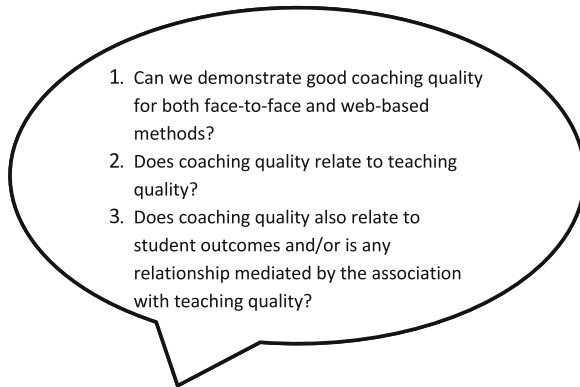 1. Can we demonstrate good coaching quality
for both face-to-face and web-based
methods?
2. Does coaching quality relate to teaching
quality?
3. Does coaching quality also relate to
student outcomes and/or is any
relationship mediated by the association
with teaching quality?